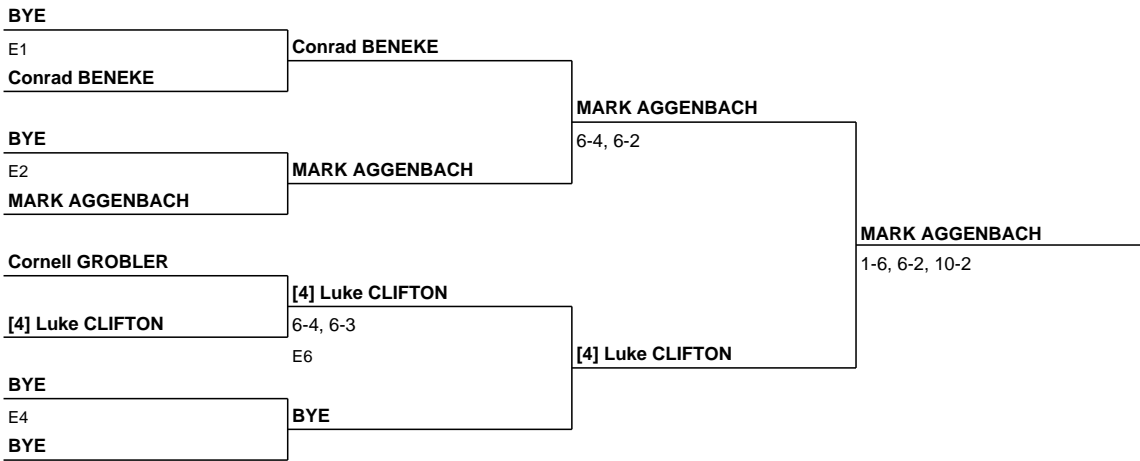 BYE
E1
Conrad BENEKE
Conrad BENEKE
MARK AGGENBACH
6-4, 6-2
BYE
E2
MARK AGGENBACH
MARK AGGENBACH
MARK AGGENBACH
1-6, 6-2, 10-2
Cornell GROBLER
[4] Luke CLIFTON
[4] Luke CLIFTON
6-4, 6-3
E6
[4] Luke CLIFTON
BYE
E4
BYE
BYE